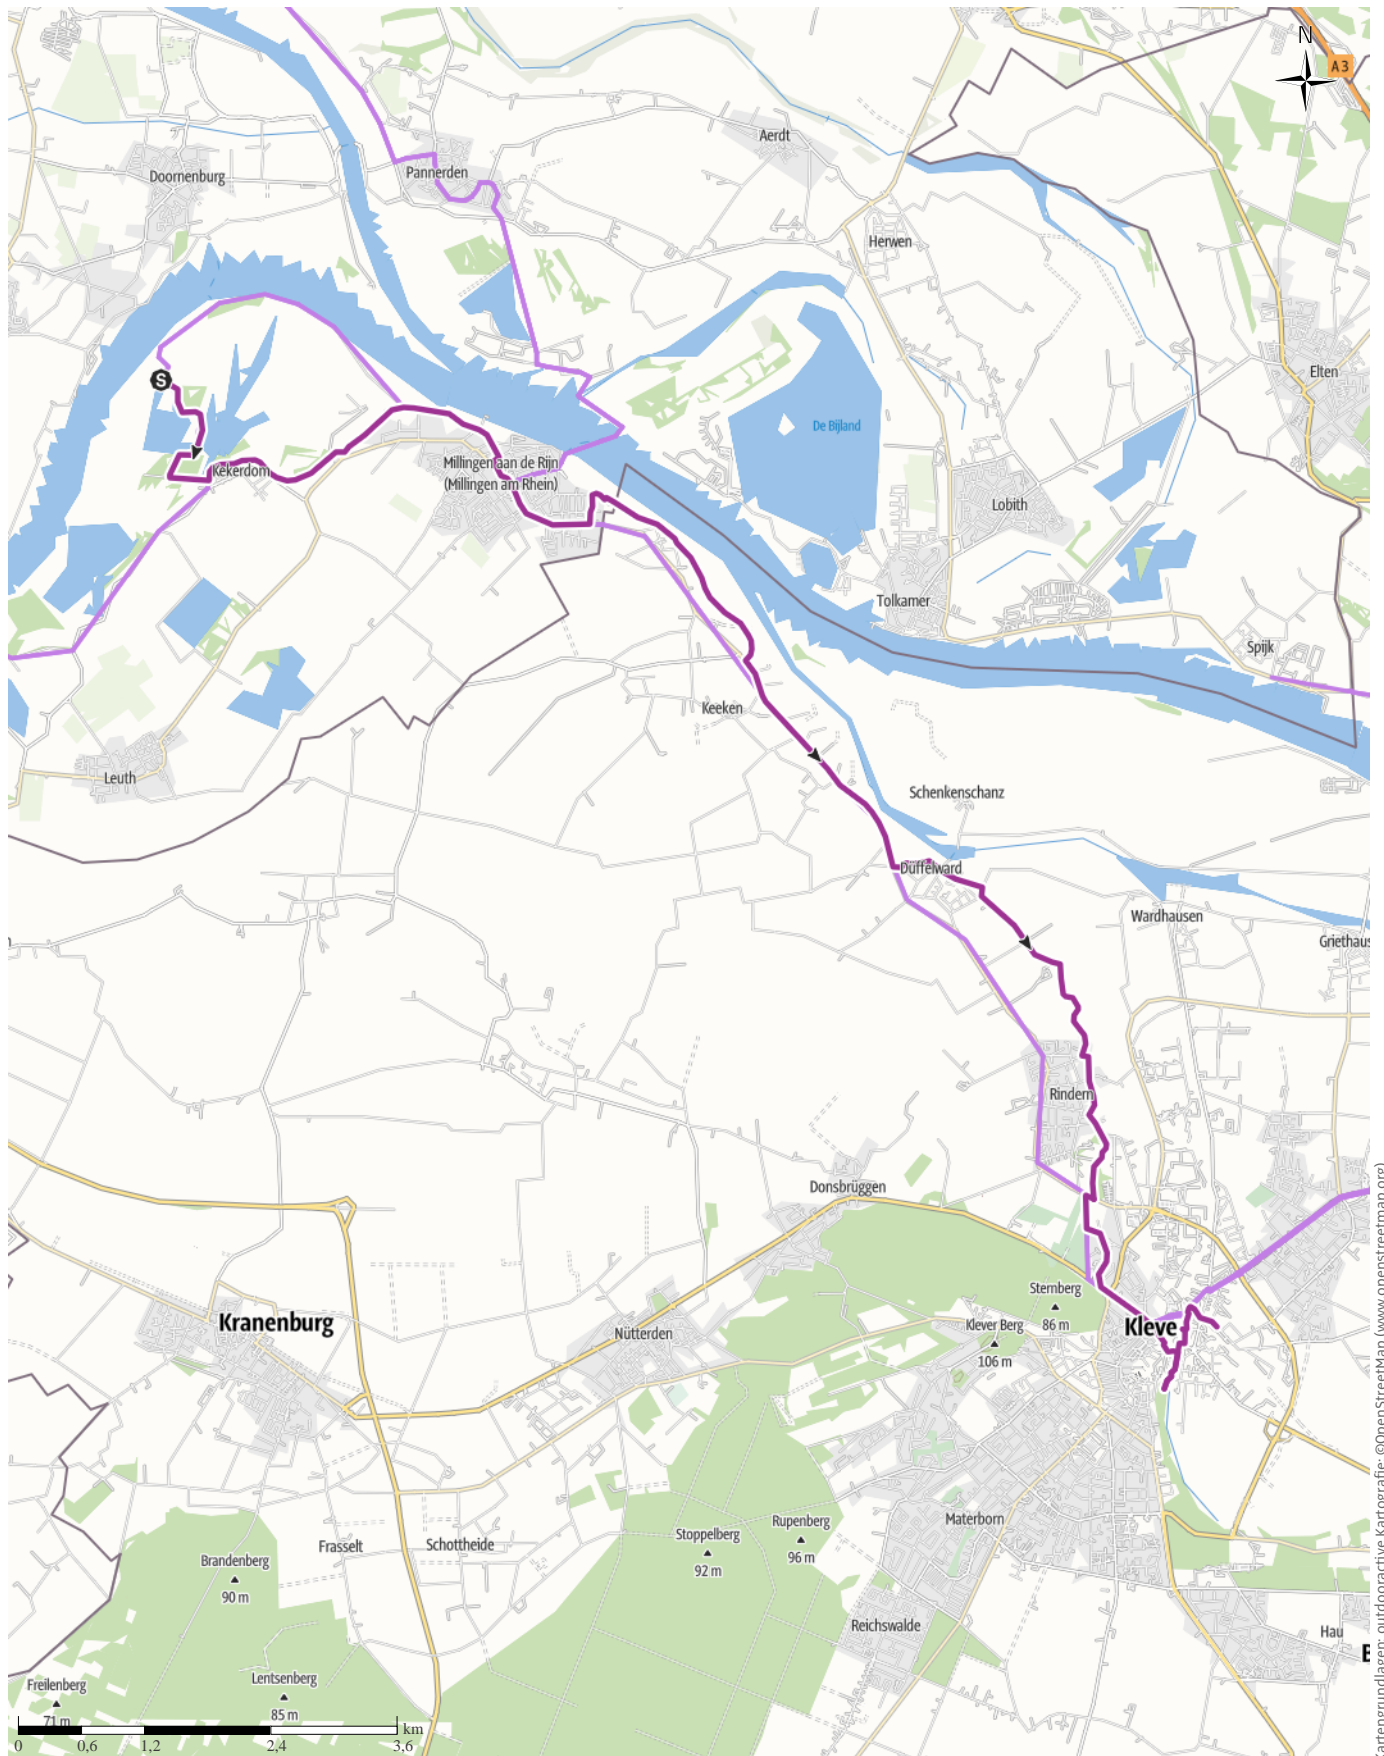 N
A3
Aerdt
Pannerden
Doornenburg
Herwen
Elten
De Bijland
Millingen aan de Rijn
(Millingen am Rhein)
S
Kekerdom
Lobith
Tolkamer
Spijk
Keeken
Leuth
Schenkenschanz
Düffelward
Wardhausen
Griethaus
Rindern
Donsbrüggen
Sternberg
86 m
Kranenburg
Nütterden
Klever Berg
106 m
Kleve
Materborn
Stoppelberg
92 m
Rupenberg
96 m
Brandenberg
90 m
Frasselt
Schottheide
Reichswalde
Hau
Lentsenberg
85 m
Freilenberg
71 m
km
0 0,6 1,2 2,4 3,6
artengrundlagen: outdooractive Kartografie; ©OpenStreetMap (www.openstreetmap.org)